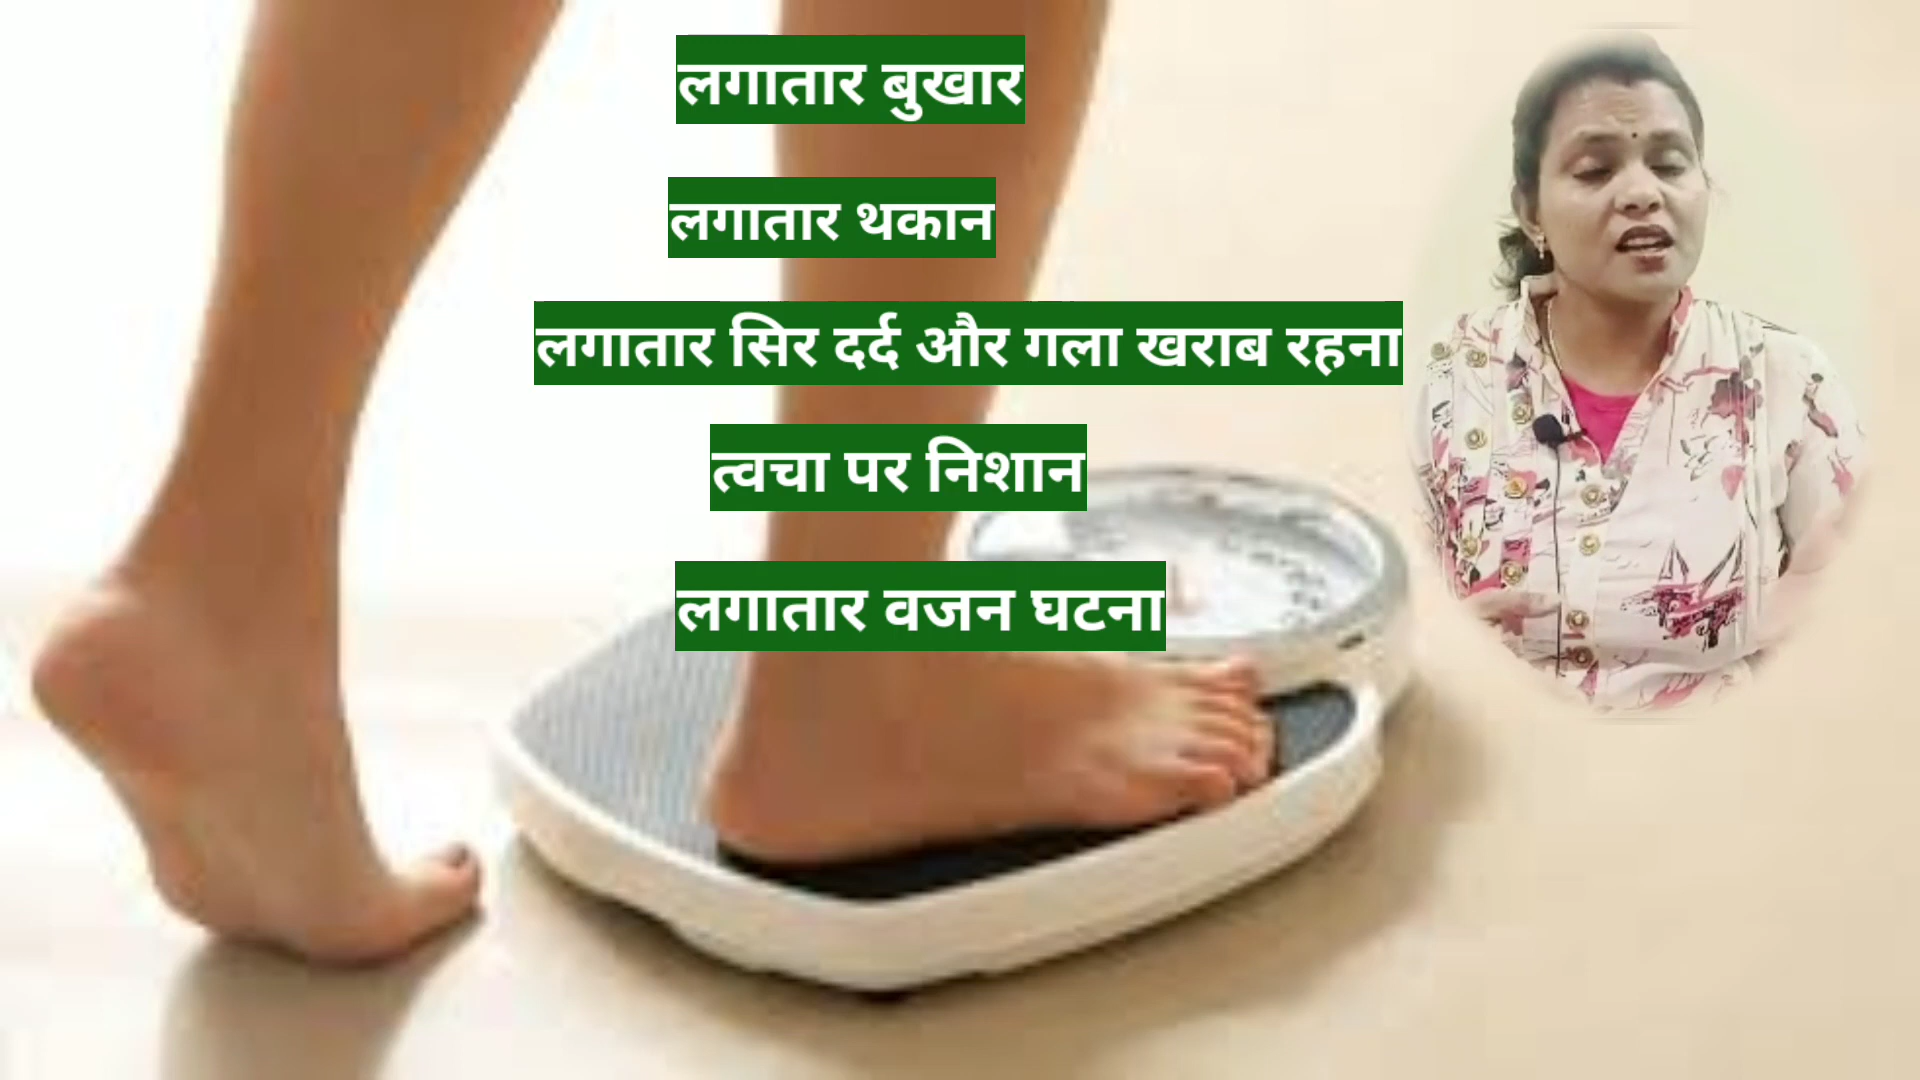 लगातार बुखार
लगातार थकान
लगातार सिर दर्द और गला खराब रहना
त्वचा पर निशान
लगातार वजन घटना